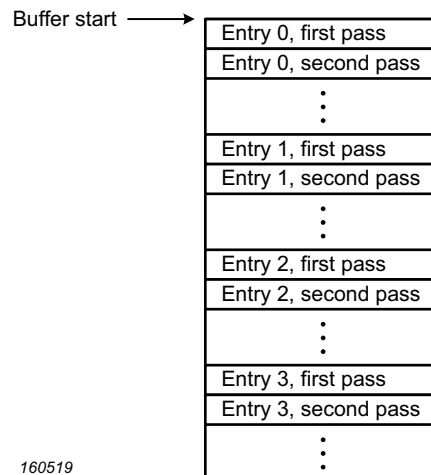 Buffer start
Entry 0, first pass
Entry 0, second pass
Entry 1, first pass
Entry 1, second pass
Entry 2, first pass
Entry 2, second pass
Entry 3, first pass
Entry 3, second pass
160519